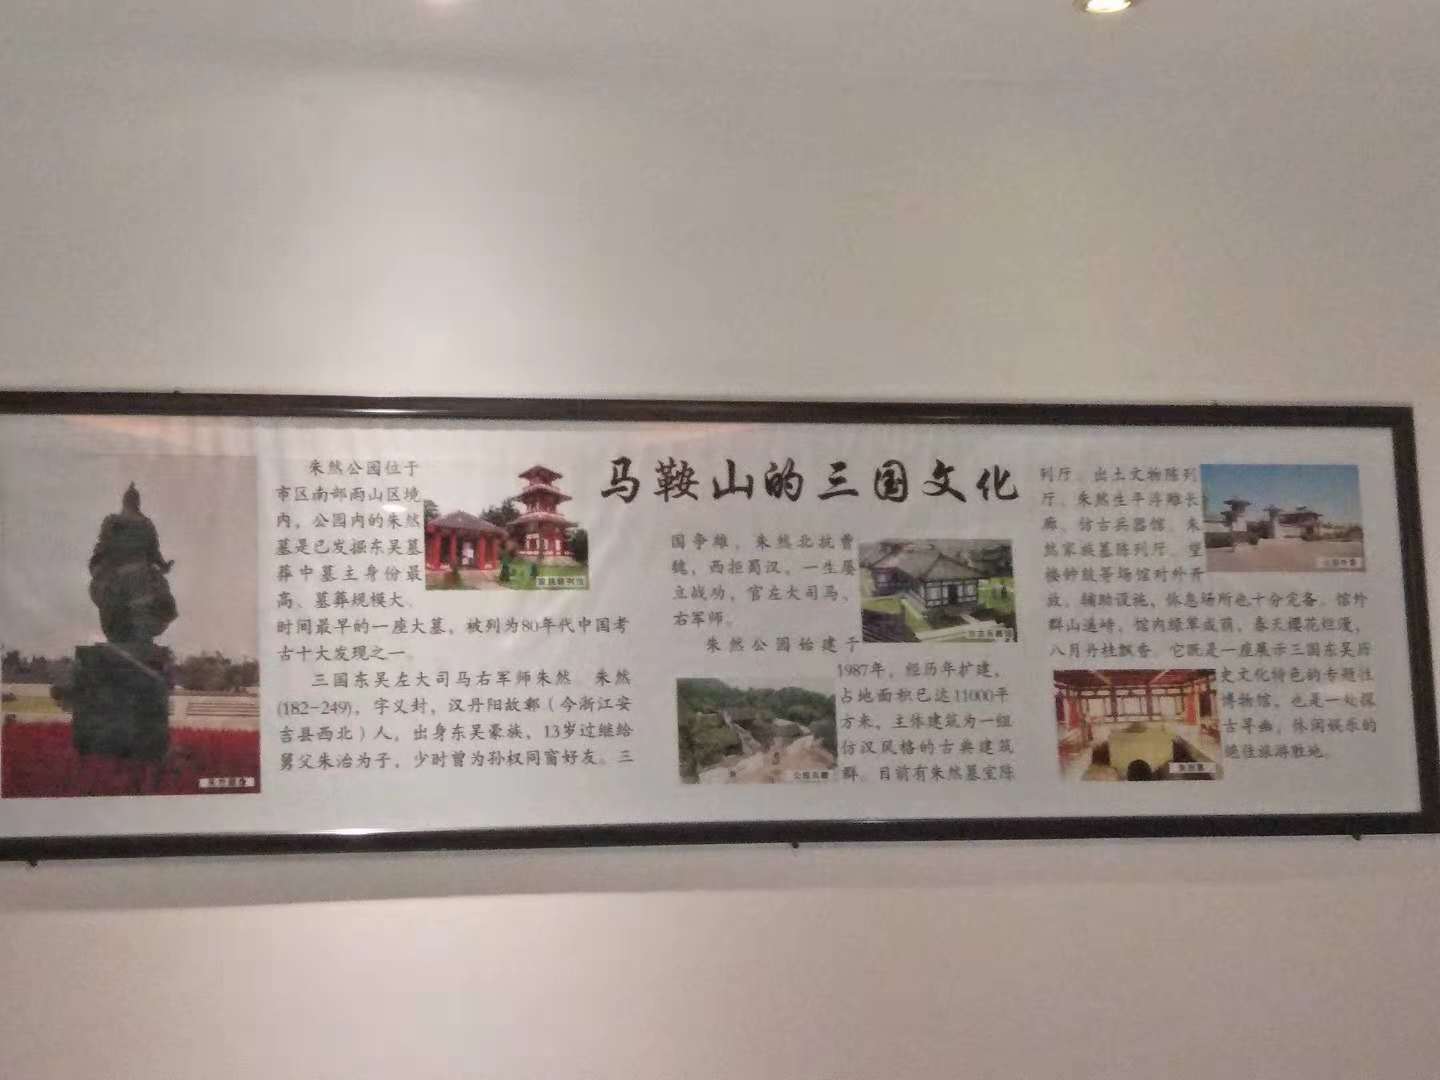 马鞍山的三国文化
朱然公园位于
市区南部雨山区境
内，公园内的朱然
墓是已发掘东吴墓
葬中墓主身份最
高、墓葬规模大、
时间最早的一座大墓，被列为80年代中国考
古十大发现之一。
三国东吴左大司马右军师朱然。朱然
(182-249)，字义封，汉丹阳故鄣（今浙江安
吉县西北）人，出身东吴豪族，13岁过继给
舅父朱治为子，少时曾为孙权同窗好友。三
国争雄，朱然北抗曹
魏，西拒蜀汉，一生屡
立战功，官左大司马、
右军师。
朱然公园始建于
1987年，经历年扩建，
占地面积已达11000平
方米，主体建筑为一组
仿汉风格的古典建筑
群。目前有朱然墓室陈
列厅、出土文物陈列
厅、朱然生平浮雕长
廊、仿古兵器馆、朱
然家族墓陈列厅、望
楼钟鼓等场馆对外开
放。辅助设施、休息场所也十分完备。馆外
群山遥峙，馆内绿草成荫，春天樱花烂漫，
八月丹桂飘香。它既是一座展示三国东吴历
史文化特色的专题性
博物馆，也是一处探
古寻幽，休闲娱乐的
绝佳旅游胜地。